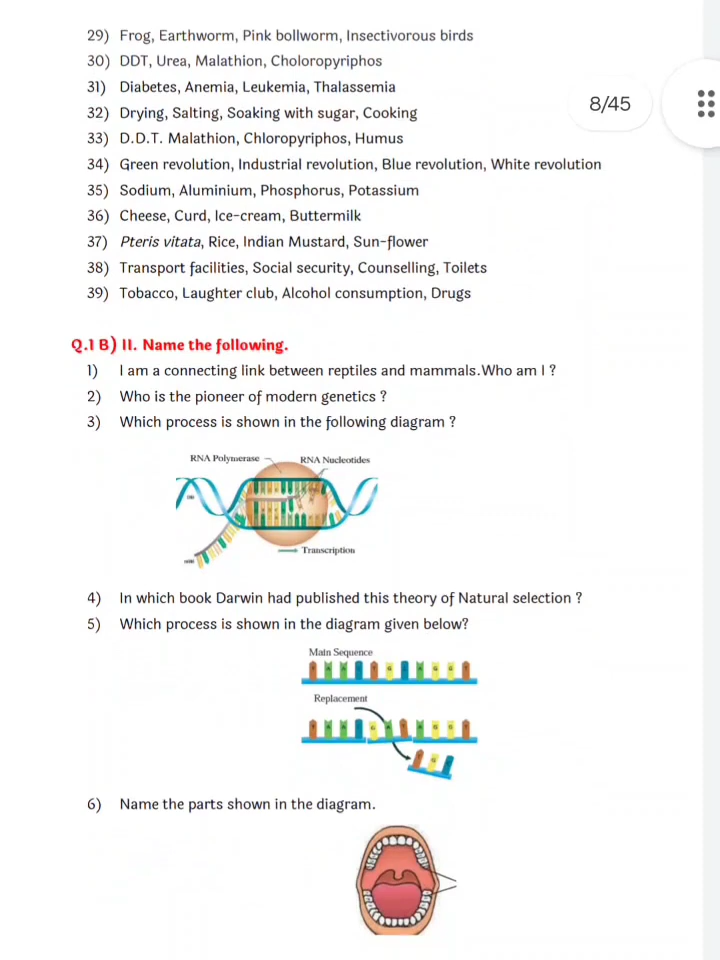 29) Frog, Earthworm, Pink bollworm, Insectivorous birds
30) DDT, Urea, Malathion, Choloropyriphos
31) Diabetes, Anemia, Leukemia, Thalassemia
8/45
32) Drying, Salting, Soaking with sugar, Cooking
33) D.D.T. Malathion, Chloropyriphos, Humus
34) Green revolution, Industrial revolution, Blue revolution, White revolution
35) Sodium, Aluminium, Phosphorus, Potassium
36) Cheese, Curd, Ice-cream, Buttermilk
37) Pteris vitata, Rice, Indian Mustard, Sun-flower
38) Transport facilities, Social security, Counselling, Toilets
39) Tobacco, Laughter club, Alcohol consumption, Drugs
Q.1 B) II. Name the following.
1) I am a connecting link between reptiles and mammals.Who am I ?
2) Who is the pioneer of modern genetics ?
3) Which process is shown in the following diagram ?
RNA Polymerase RNA Nucleotides
Transcription
4) In which book Darwin had published this theory of Natural selection ?
5) Which process is shown in the diagram given below?
Main Sequence
Replacement
6) Name the parts shown in the diagram.